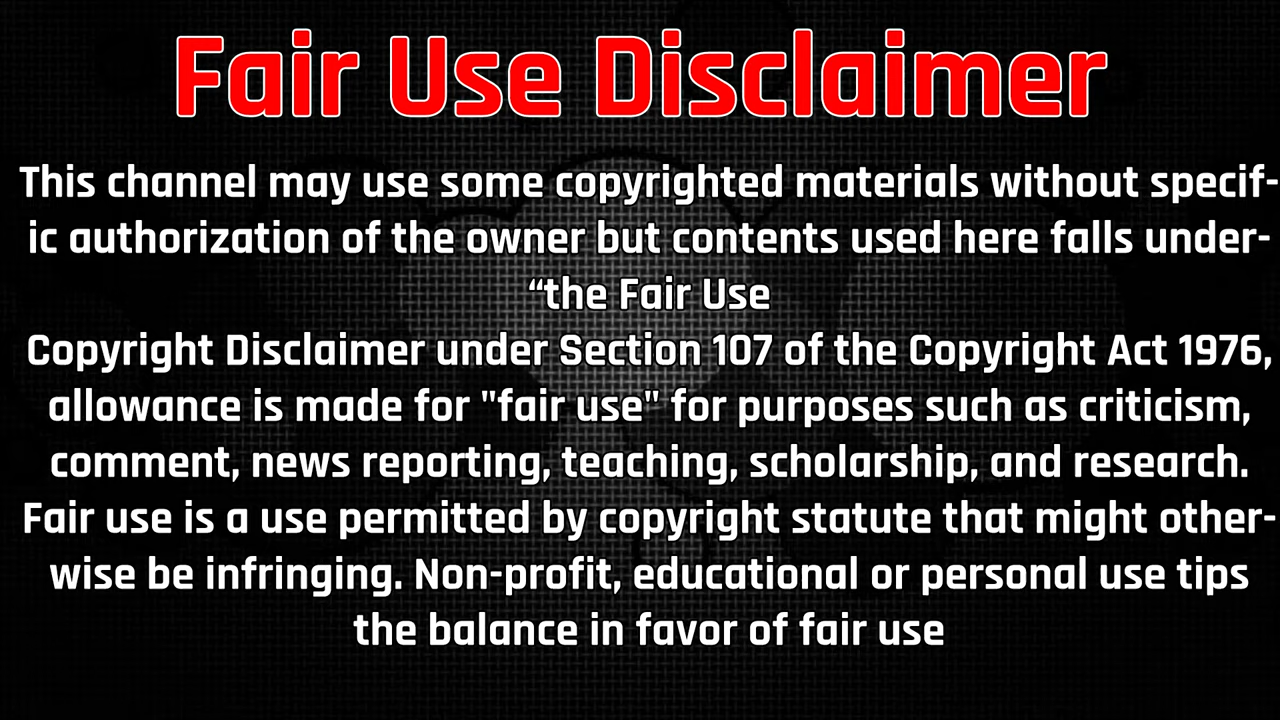 Fair Use Disclaimer
This channel may use some copyrighted materials without specif-
ic authorization of the owner but contents used here falls under-
“the Fair Use
Copyright Disclaimer under Section 107 of the Copyright Act 1976,
allowance is made for "fair use" for purposes such as criticism,
comment, news reporting, teaching, scholarship, and research.
Fair use is a use permitted by copyright statute that might other-
wise be infringing. Non-profit, educational or personal use tips
the balance in favor of fair use